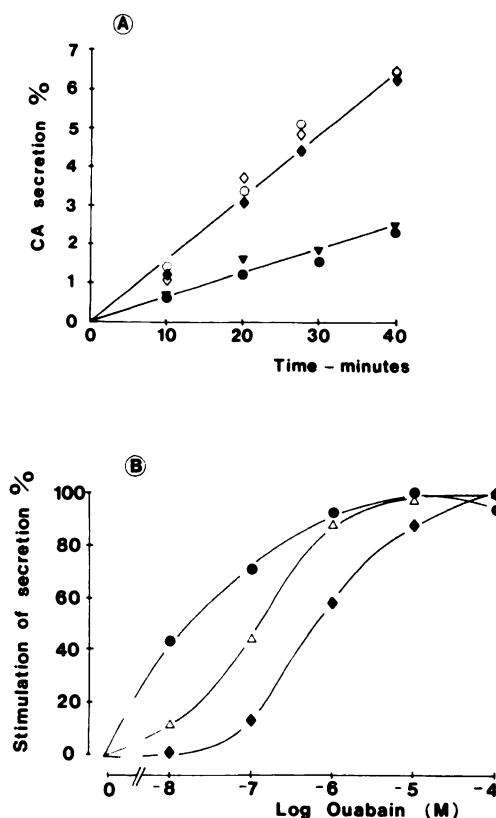 A
CA secretion %
7
6
5
4
3
2
1
0
0 10 20 30 40
Time - minutes
B
Stimulation of secretion %
100
80
60
40
20
0
0 -8 -7 -6 -5 -4
Log Ouabain (M)